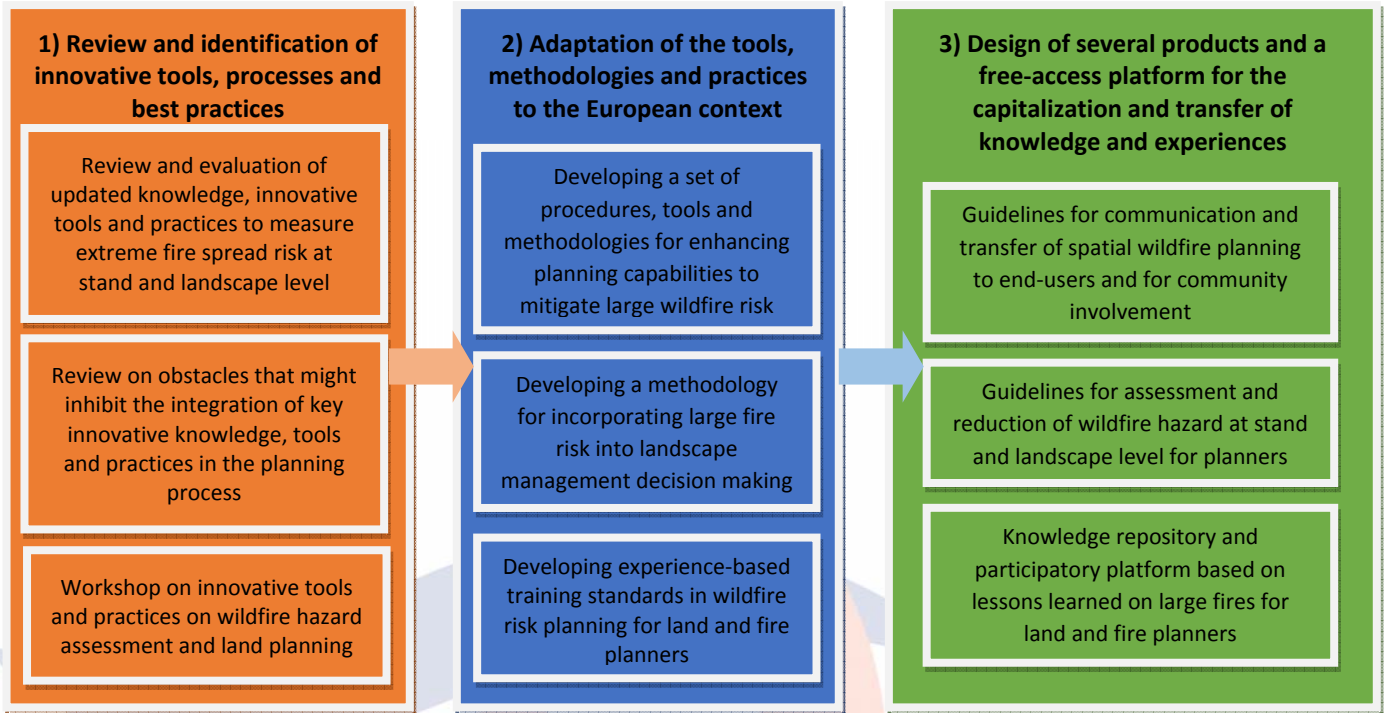 1) Review and identification of
innovative tools, processes and
best practices
Review and evaluation of
updated knowledge, innovative
tools and practices to measure
extreme fire spread risk at
stand and landscape level
Review on obstacles that might
inhibit the integration of key
innovative knowledge, tools
and practices in the planning
process
Workshop on innovative tools
and practices on wildfire hazard
assessment and land planning
2) Adaptation of the tools,
methodologies and practices
to the European context
Developing a set of
procedures, tools and
methodologies for enhancing
planning capabilities to
mitigate large wildfire risk
Developing a methodology
for incorporating large fire
risk into landscape
management decision making
Developing experience-based
training standards in wildfire
risk planning for land and fire
planners
3) Design of several products and a
free-access platform for the
capitalization and transfer of
knowledge and experiences
Guidelines for communication and
transfer of spatial wildfire planning
to end-users and for community
involvement
Guidelines for assessment and
reduction of wildfire hazard at stand
and landscape level for planners
Knowledge repository and
participatory platform based on
lessons learned on large fires for
land and fire planners